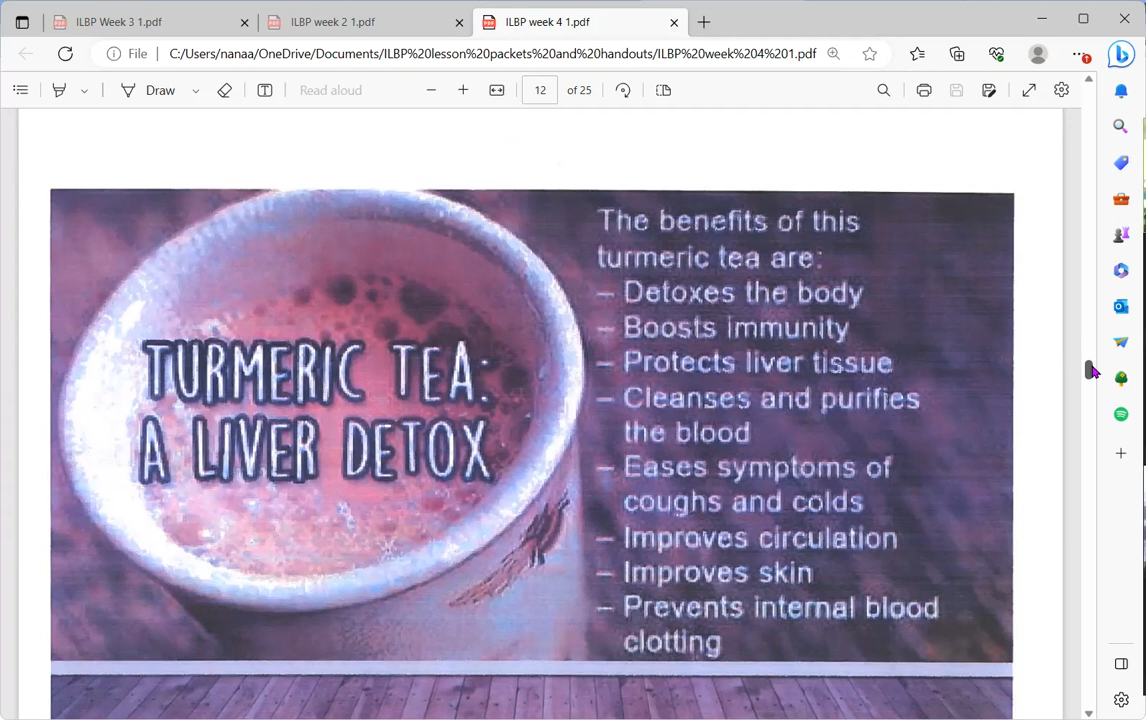 ILBP Week 3 1.pdf
ILBP week 2 1.pdf
ILBP week 4 1.pdf
File
C:/Users/nanaa/OneDrive/Documents/ILBP%20lesson%20packets%20and%20handouts/ILBP%20week%204%201.pdf
Draw
Read aloud
12
of 25
TURMERIC TEA:
A LIVER DETOX
The benefits of this
turmeric tea are:
– Detoxes the body
– Boosts immunity
– Protects liver tissue
– Cleanses and purifies
the blood
– Eases symptoms of
coughs and colds
– Improves circulation
– Improves skin
– Prevents internal blood
clotting